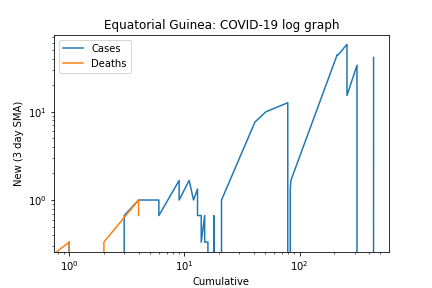 Equatorial Guinea: COVID-19 log graph
Cases
Deaths
New (3 day SMA)
10¹
10⁰
10⁰ 10¹ 10²
Cumulative